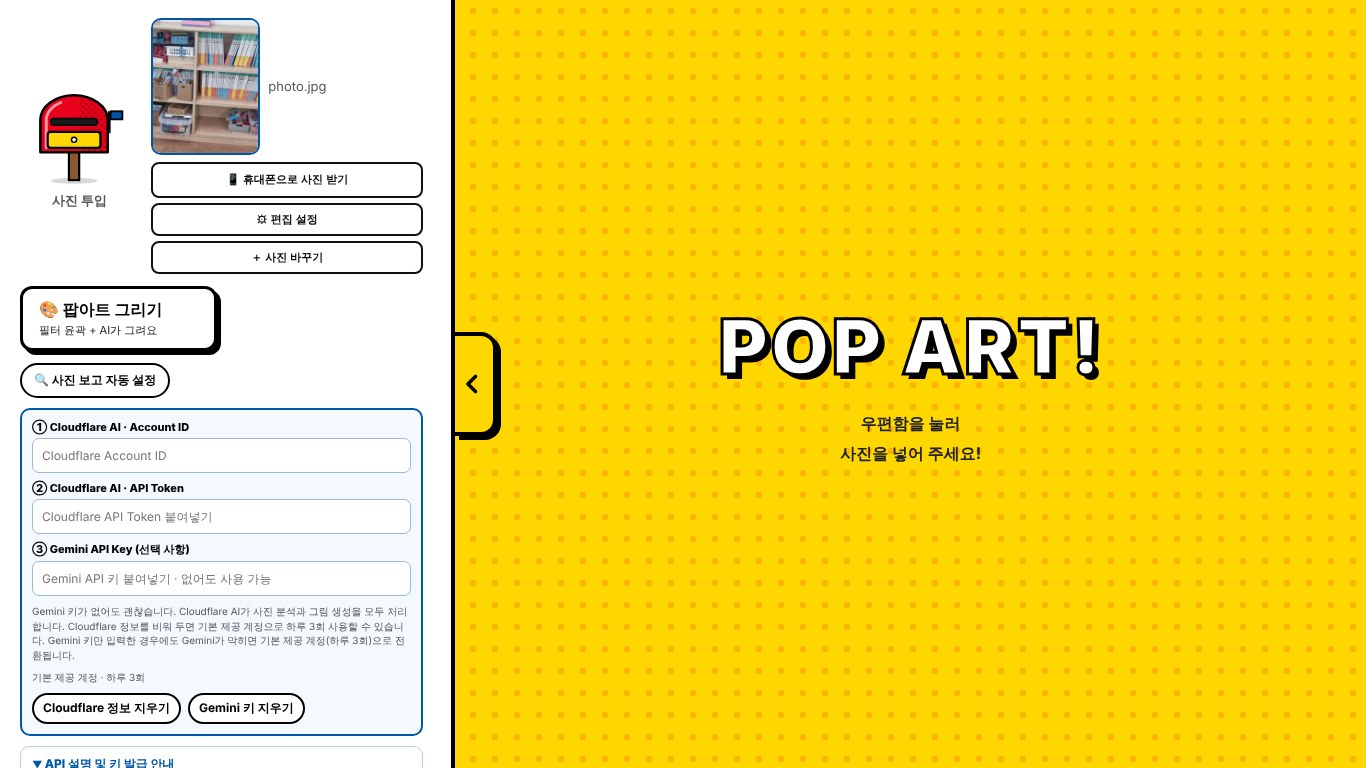 photo.jpg
📱 휴대폰으로 사진 받기
⚙ 편집 설정
+ 사진 바꾸기
사진 투입
🎨 팝아트 그리기
필터 윤곽 + AI가 그려요
🔍 사진 보고 자동 설정
① Cloudflare AI · Account ID
Cloudflare Account ID
② Cloudflare AI · API Token
Cloudflare API Token 붙여넣기
③ Gemini API Key (선택 사항)
Gemini API 키 붙여넣기 · 없어도 사용 가능
Gemini 키가 없어도 괜찮습니다. Cloudflare AI가 사진 분석과 그림 생성을 모두 처리
합니다. Cloudflare 정보를 비워 두면 기본 제공 계정으로 하루 3회 사용할 수 있습니
다. Gemini 키만 입력한 경우에도 Gemini가 막히면 기본 제공 계정(하루 3회)으로 전
환됩니다.
기본 제공 계정 · 하루 3회
Cloudflare 정보 지우기
Gemini 키 지우기
▼ API 설명 및 키 발급 안내
POP ART!
우편함을 눌러
사진을 넣어 주세요!